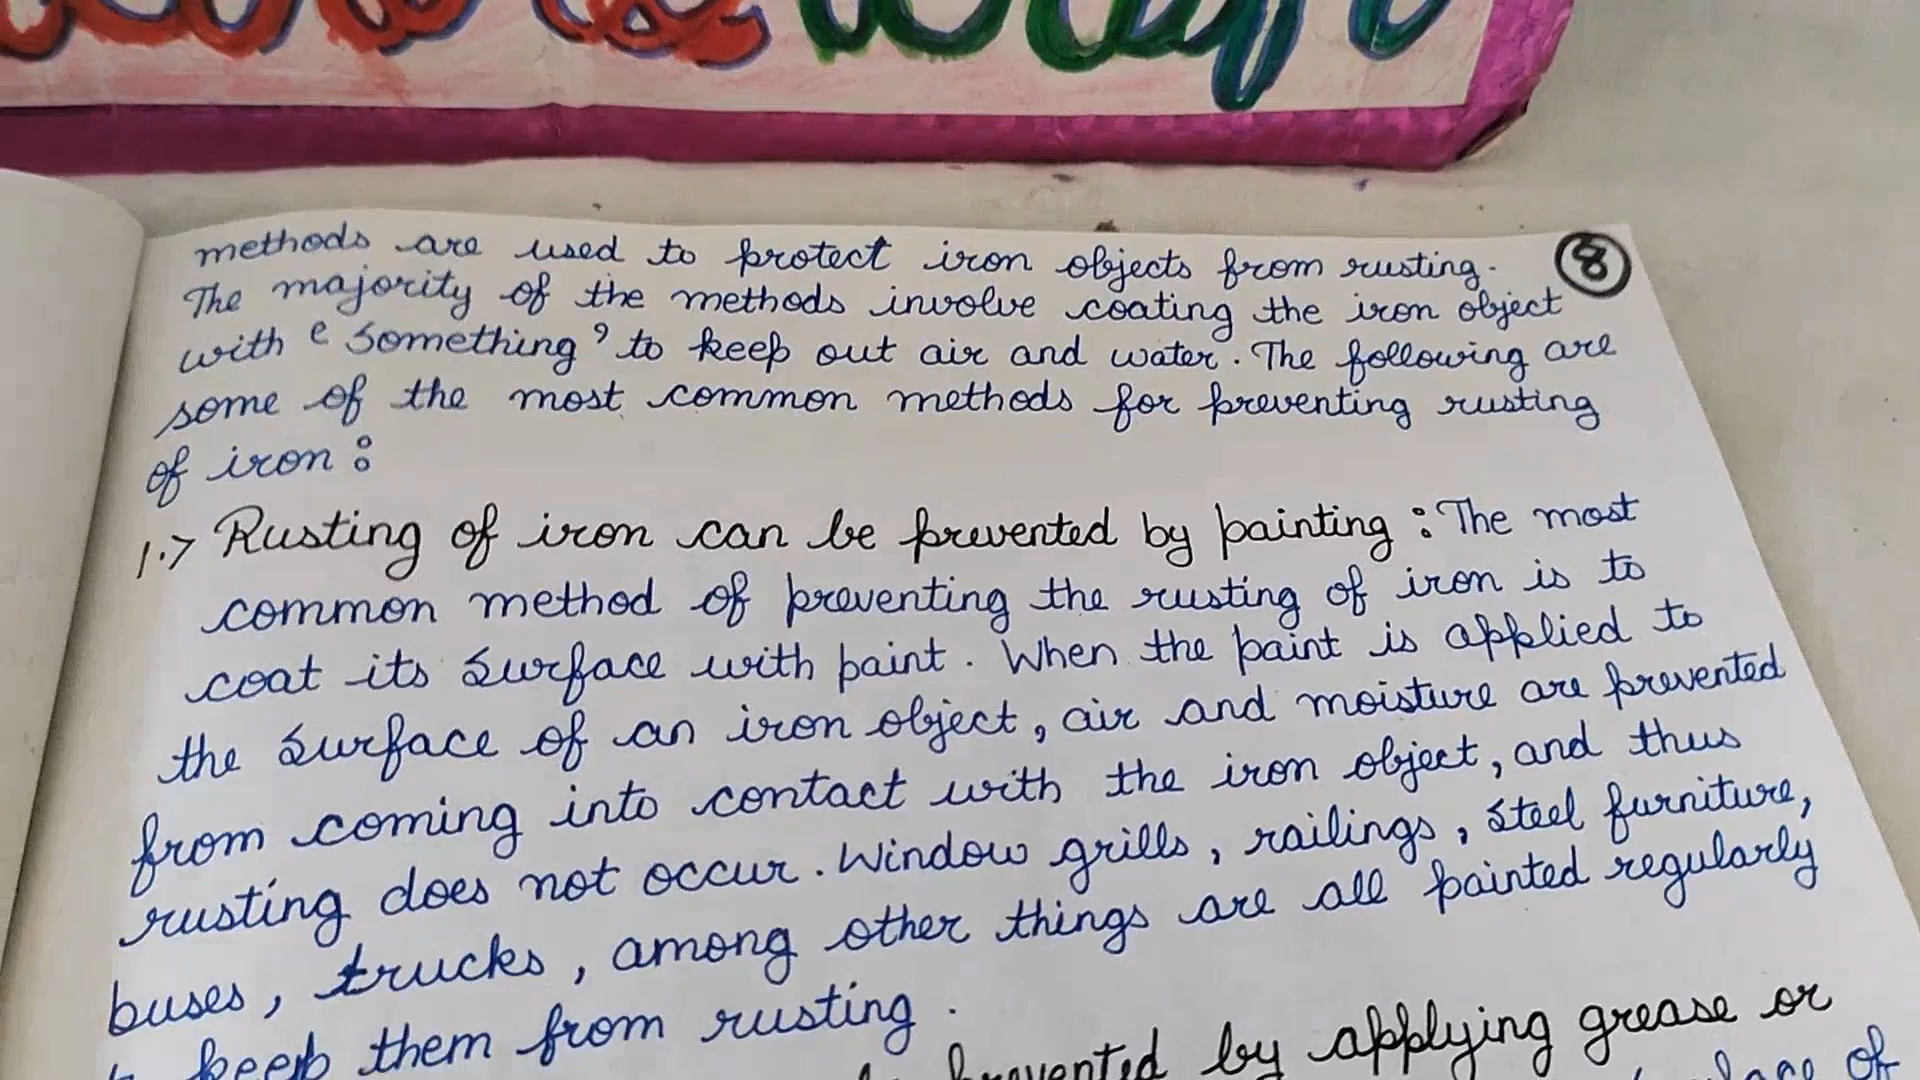 methods are used to protect iron objects from rusting.
8
The majority of the methods involve coating the iron object
with 'something' to keep out air and water. The following are
some of the most common methods for preventing rusting
of iron :
1.> Rusting of iron can be prevented by painting : The most
common method of preventing the rusting of iron is to
coat its surface with paint. When the paint is applied to
the surface of an iron object, air and moisture are prevented
from coming into contact with the iron object, and thus
rusting does not occur. Window grills, railings, steel furniture,
buses, trucks, among other things are all painted regularly
to keep them from rusting.
prevented by applying grease or
of